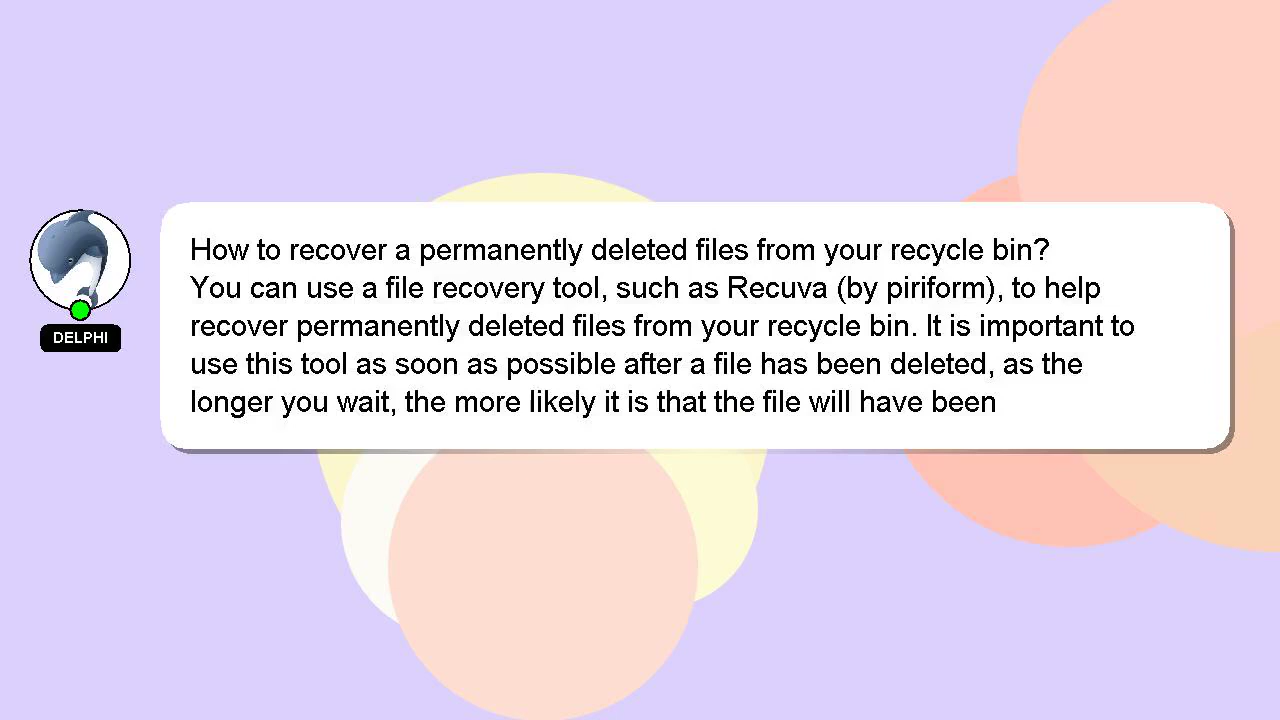 How to recover a permanently deleted files from your recycle bin?
You can use a file recovery tool, such as Recuva (by piriform), to help
recover permanently deleted files from your recycle bin. It is important to
use this tool as soon as possible after a file has been deleted, as the
longer you wait, the more likely it is that the file will have been
DELPHI